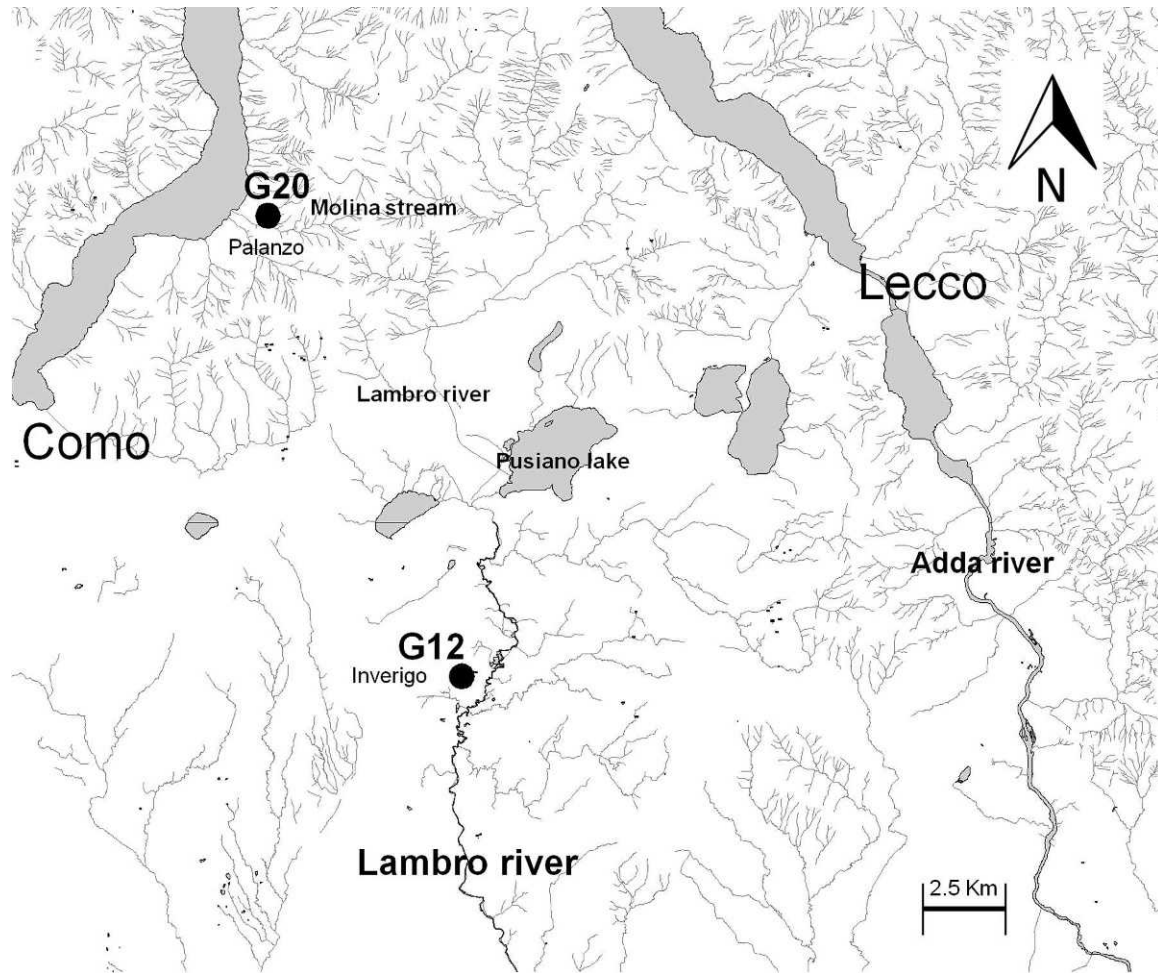 G20
Molina stream
Palanzo
N
Lecco
Lambro river
Como
Pusiano lake
Adda river
G12
Inverigo
Lambro river
2.5 Km